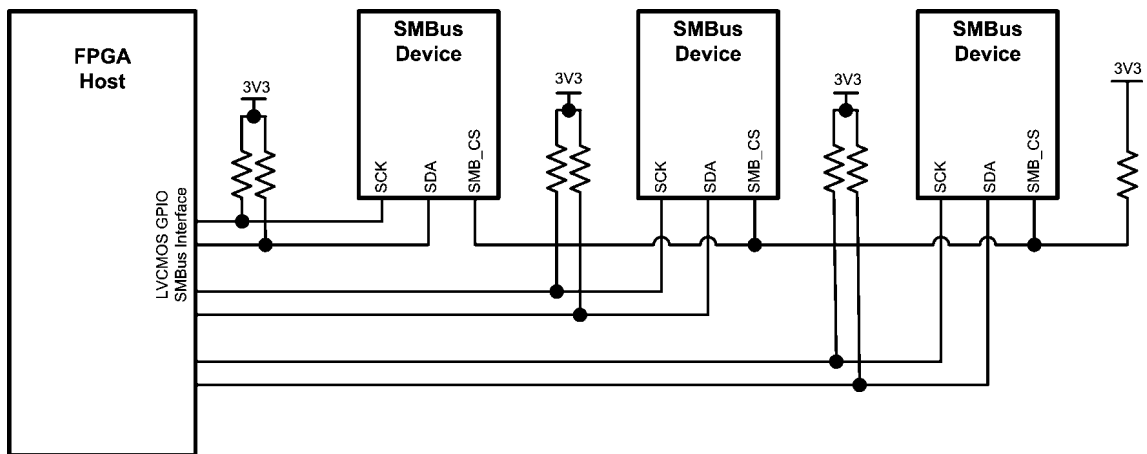 FPGA
Host
LVCMOS GPIO
SMBus Interface
3V3
SMBus
Device
SCK
SDA
SMB_CS
3V3
SMBus
Device
SCK
SDA
SMB_CS
3V3
SMBus
Device
SCK
SDA
SMB_CS
3V3